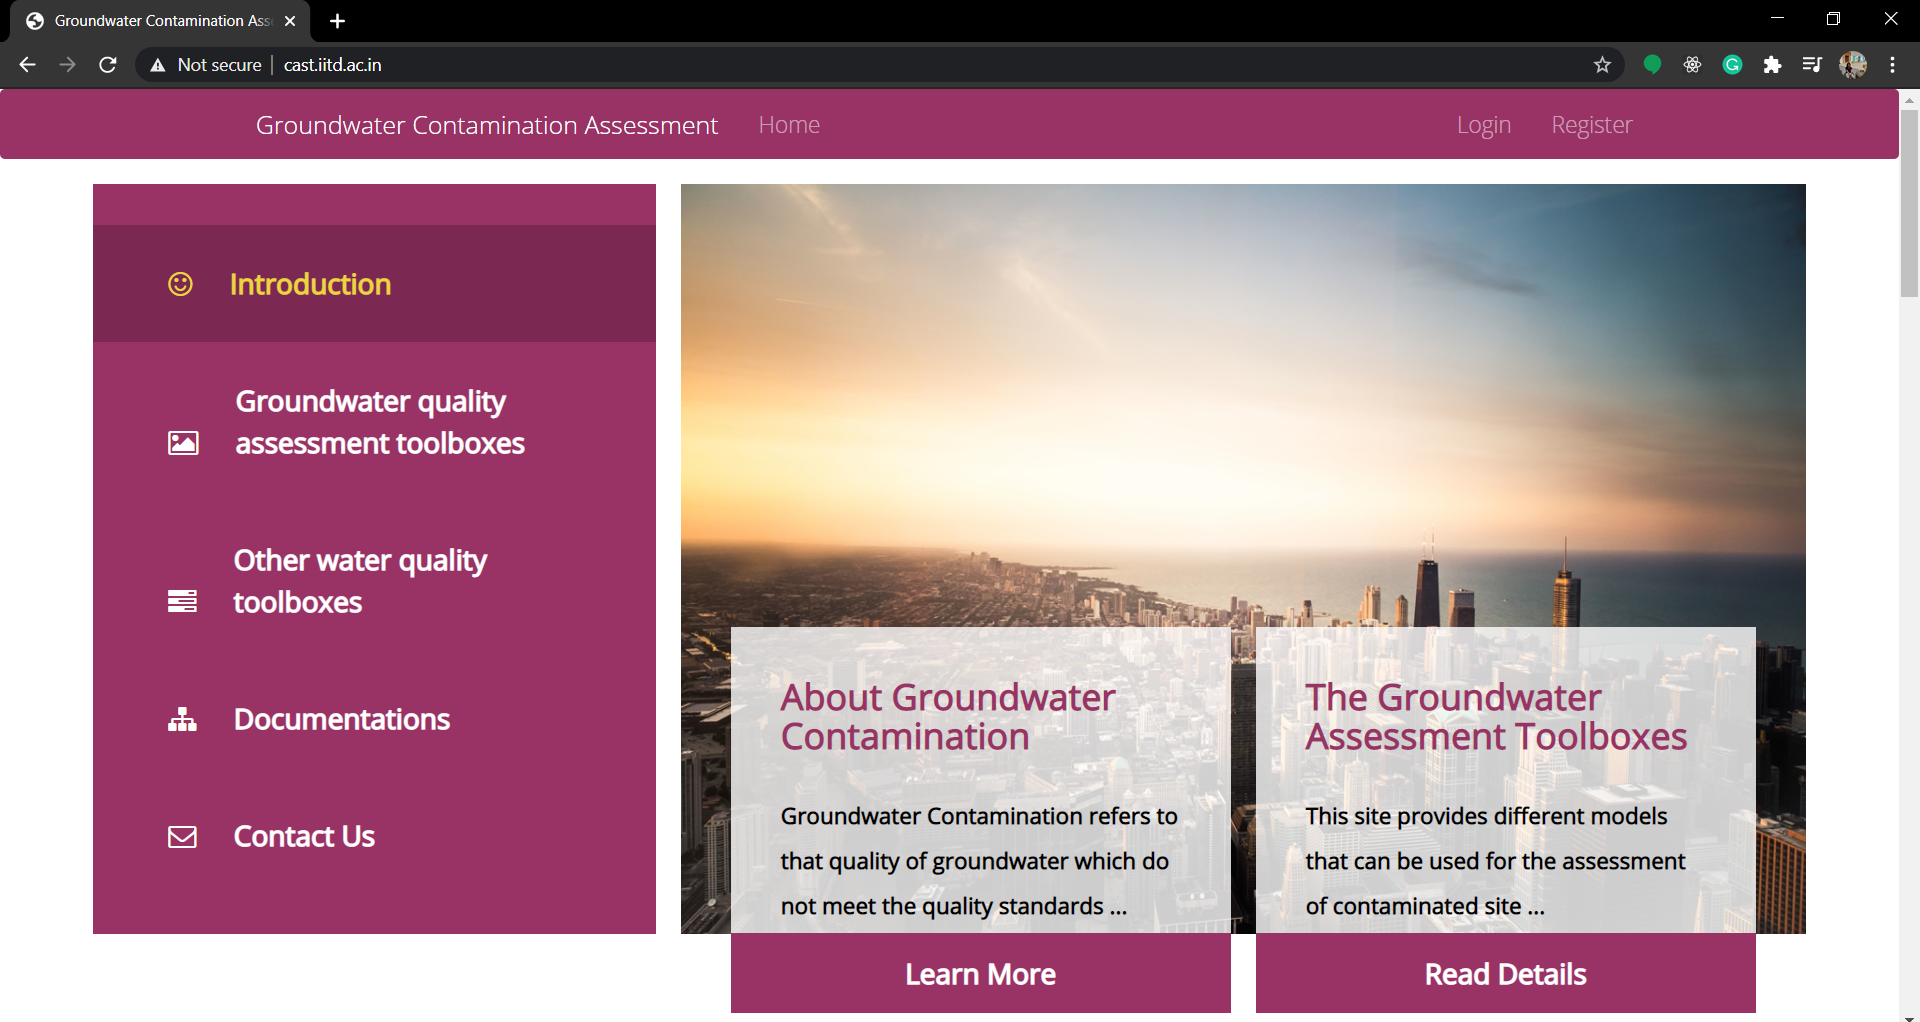 Groundwater Contamination Ass
Not secure
cast.iitd.ac.in
Groundwater Contamination Assessment
Home
Login
Register
Introduction
Groundwater quality
assessment toolboxes
Other water quality
toolboxes
Documentations
Contact Us
About Groundwater
Contamination
Groundwater Contamination refers to
that quality of groundwater which do
not meet the quality standards ...
Learn More
The Groundwater
Assessment Toolboxes
This site provides different models
that can be used for the assessment
of contaminated site ...
Read Details